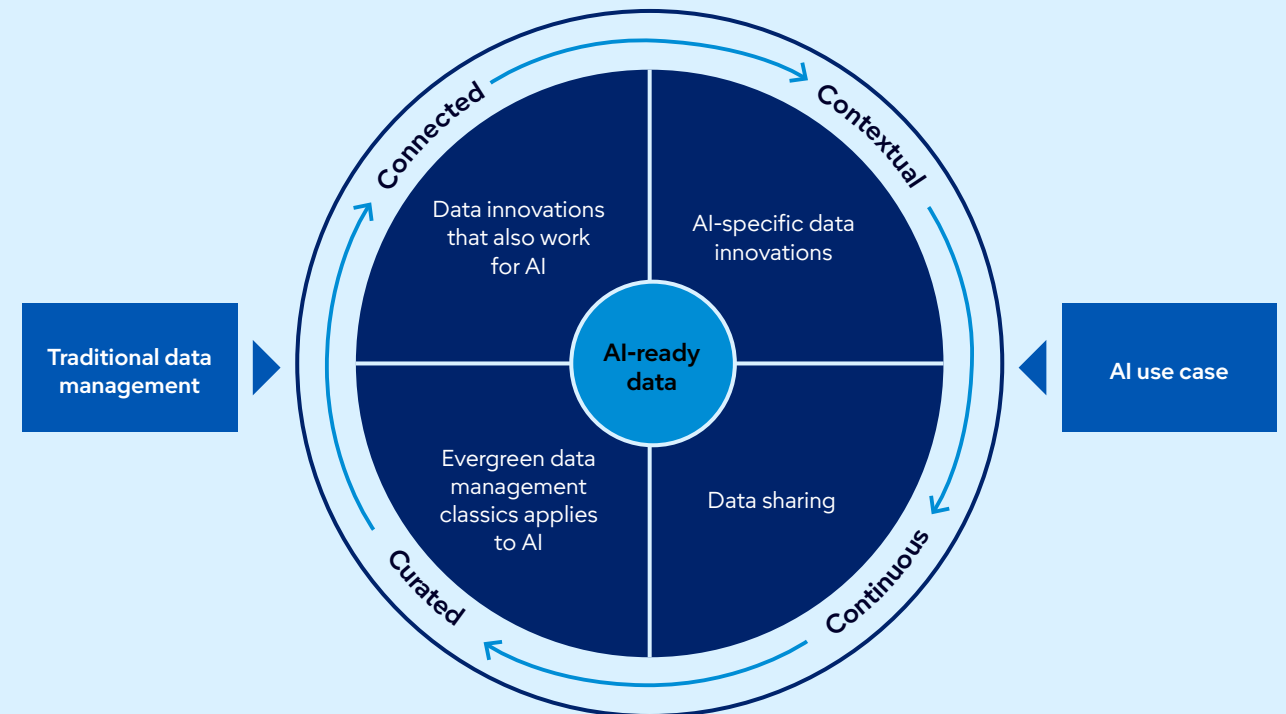 Connected
Contextual
Data innovations
that also work
for AI
AI-specific data
innovations
Traditional data
management
AI-ready
data
AI use case
Evergreen data
management
classics applies
to AI
Data sharing
Curated
Continuous